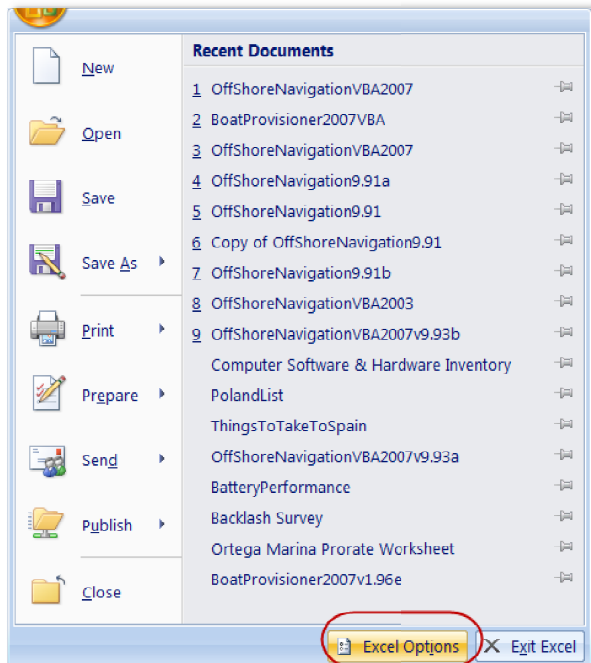 New
Open
Save
Save As
Print
Prepare
Send
Publish
Close
Recent Documents
1 OffShoreNavigationVBA2007
2 BoatProvisioner2007VBA
3 OffShoreNavigationVBA2007
4 OffShoreNavigation9.91a
5 OffShoreNavigation9.91
6 Copy of OffShoreNavigation9.91
7 OffShoreNavigation9.91b
8 OffShoreNavigationVBA2003
9 OffShoreNavigationVBA2007v9.93b
Computer Software & Hardware Inventory
PolandList
ThingsToTakeToSpain
OffShoreNavigationVBA2007v9.93a
BatteryPerformance
Backlash Survey
Ortega Marina Prorate Worksheet
BoatProvisioner2007v1.96e
Excel Options
Exit Excel